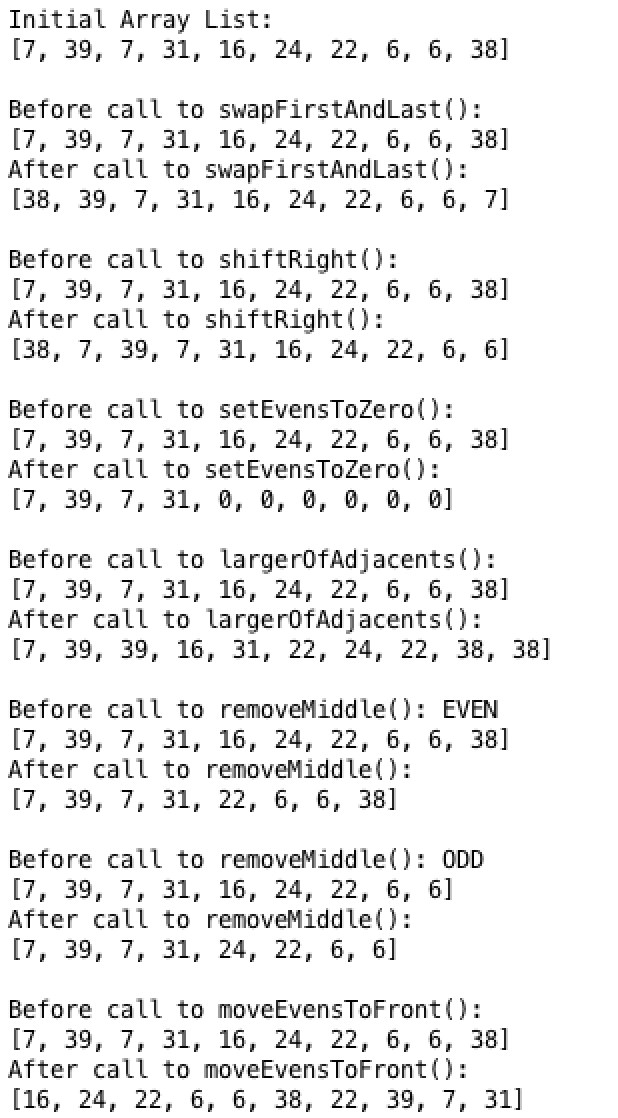 Initial Array List:
[7, 39, 7, 31, 16, 24, 22, 6, 6, 38]
Before call to swapFirstAndLast():
[7, 39, 7, 31, 16, 24, 22, 6, 6, 38]
After call to swapFirstAndLast():
[38, 39, 7, 31, 16, 24, 22, 6, 6, 7]
Before call to shiftRight():
[7, 39, 7, 31, 16, 24, 22, 6, 6, 38]
After call to shiftRight():
[38, 7, 39, 7, 31, 16, 24, 22, 6, 6]
Before call to setEvensToZero():
[7, 39, 7, 31, 16, 24, 22, 6, 6, 38]
After call to setEvensToZero():
[7, 39, 7, 31, 0, 0, 0, 0, 0, 0]
Before call to largerOfAdjacents():
[7, 39, 7, 31, 16, 24, 22, 6, 6, 38]
After call to largerOfAdjacents():
[7, 39, 39, 16, 31, 22, 24, 22, 38, 38]
Before call to removeMiddle(): EVEN
[7, 39, 7, 31, 16, 24, 22, 6, 6, 38]
After call to removeMiddle():
[7, 39, 7, 31, 22, 6, 6, 38]
Before call to removeMiddle(): ODD
[7, 39, 7, 31, 16, 24, 22, 6, 6]
After call to removeMiddle():
[7, 39, 7, 31, 24, 22, 6, 6]
Before call to moveEvensToFront():
[7, 39, 7, 31, 16, 24, 22, 6, 6, 38]
After call to moveEvensToFront():
[16, 24, 22, 6, 6, 38, 22, 39, 7, 31]